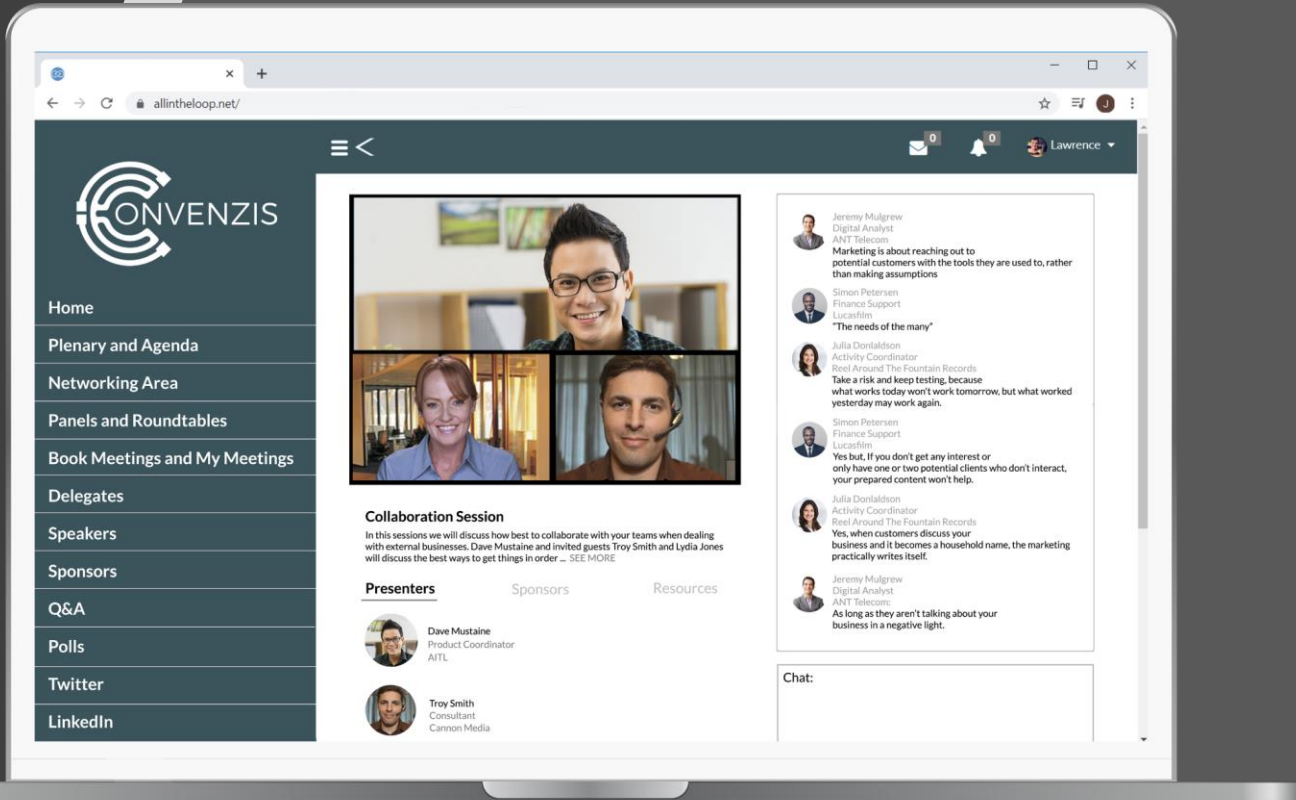 allintheloop.net/
J
CONVENZIS
0
0
Lawrence
Home
Plenary and Agenda
Networking Area
Panels and Roundtables
Book Meetings and My Meetings
Delegates
Speakers
Sponsors
Q&A
Polls
Twitter
LinkedIn
Collaboration Session
In this sessions we will discuss how best to collaborate with your teams when dealing
with external businesses. Dave Mustaine and invited guests Troy Smith and Lydia Jones
will discuss the best ways to get things in order ... SEE MORE
Presenters
Sponsors
Resources
Dave Mustaine
Product Coordinator
AITL
Troy Smith
Consultant
Cannon Media
Jeremy Mulgrew
Digital Analyst
ANT Telecom
Marketing is about reaching out to
potential customers with the tools they are used to, rather
than making assumptions
Simon Petersen
Finance Support
Lucasfilm
"The needs of the many"
Julia Donlaldson
Activity Coordinator
Reel Around The Fountain Records
Take a risk and keep testing, because
what works today won't work tomorrow, but what worked
yesterday may work again.
Simon Petersen
Finance Support
Lucasfilm
Yes but, If you don't get any interest or
only have one or two potential clients who don't interact,
your prepared content won't help.
Julia Donlaldson
Activity Coordinator
Reel Around The Fountain Records
Yes, when customers discuss your
business and it becomes a household name, the marketing
practically writes itself.
Jeremy Mulgrew
Digital Analyst
ANT Telecom:
As long as they aren't talking about your
business in a negative light.
Chat: